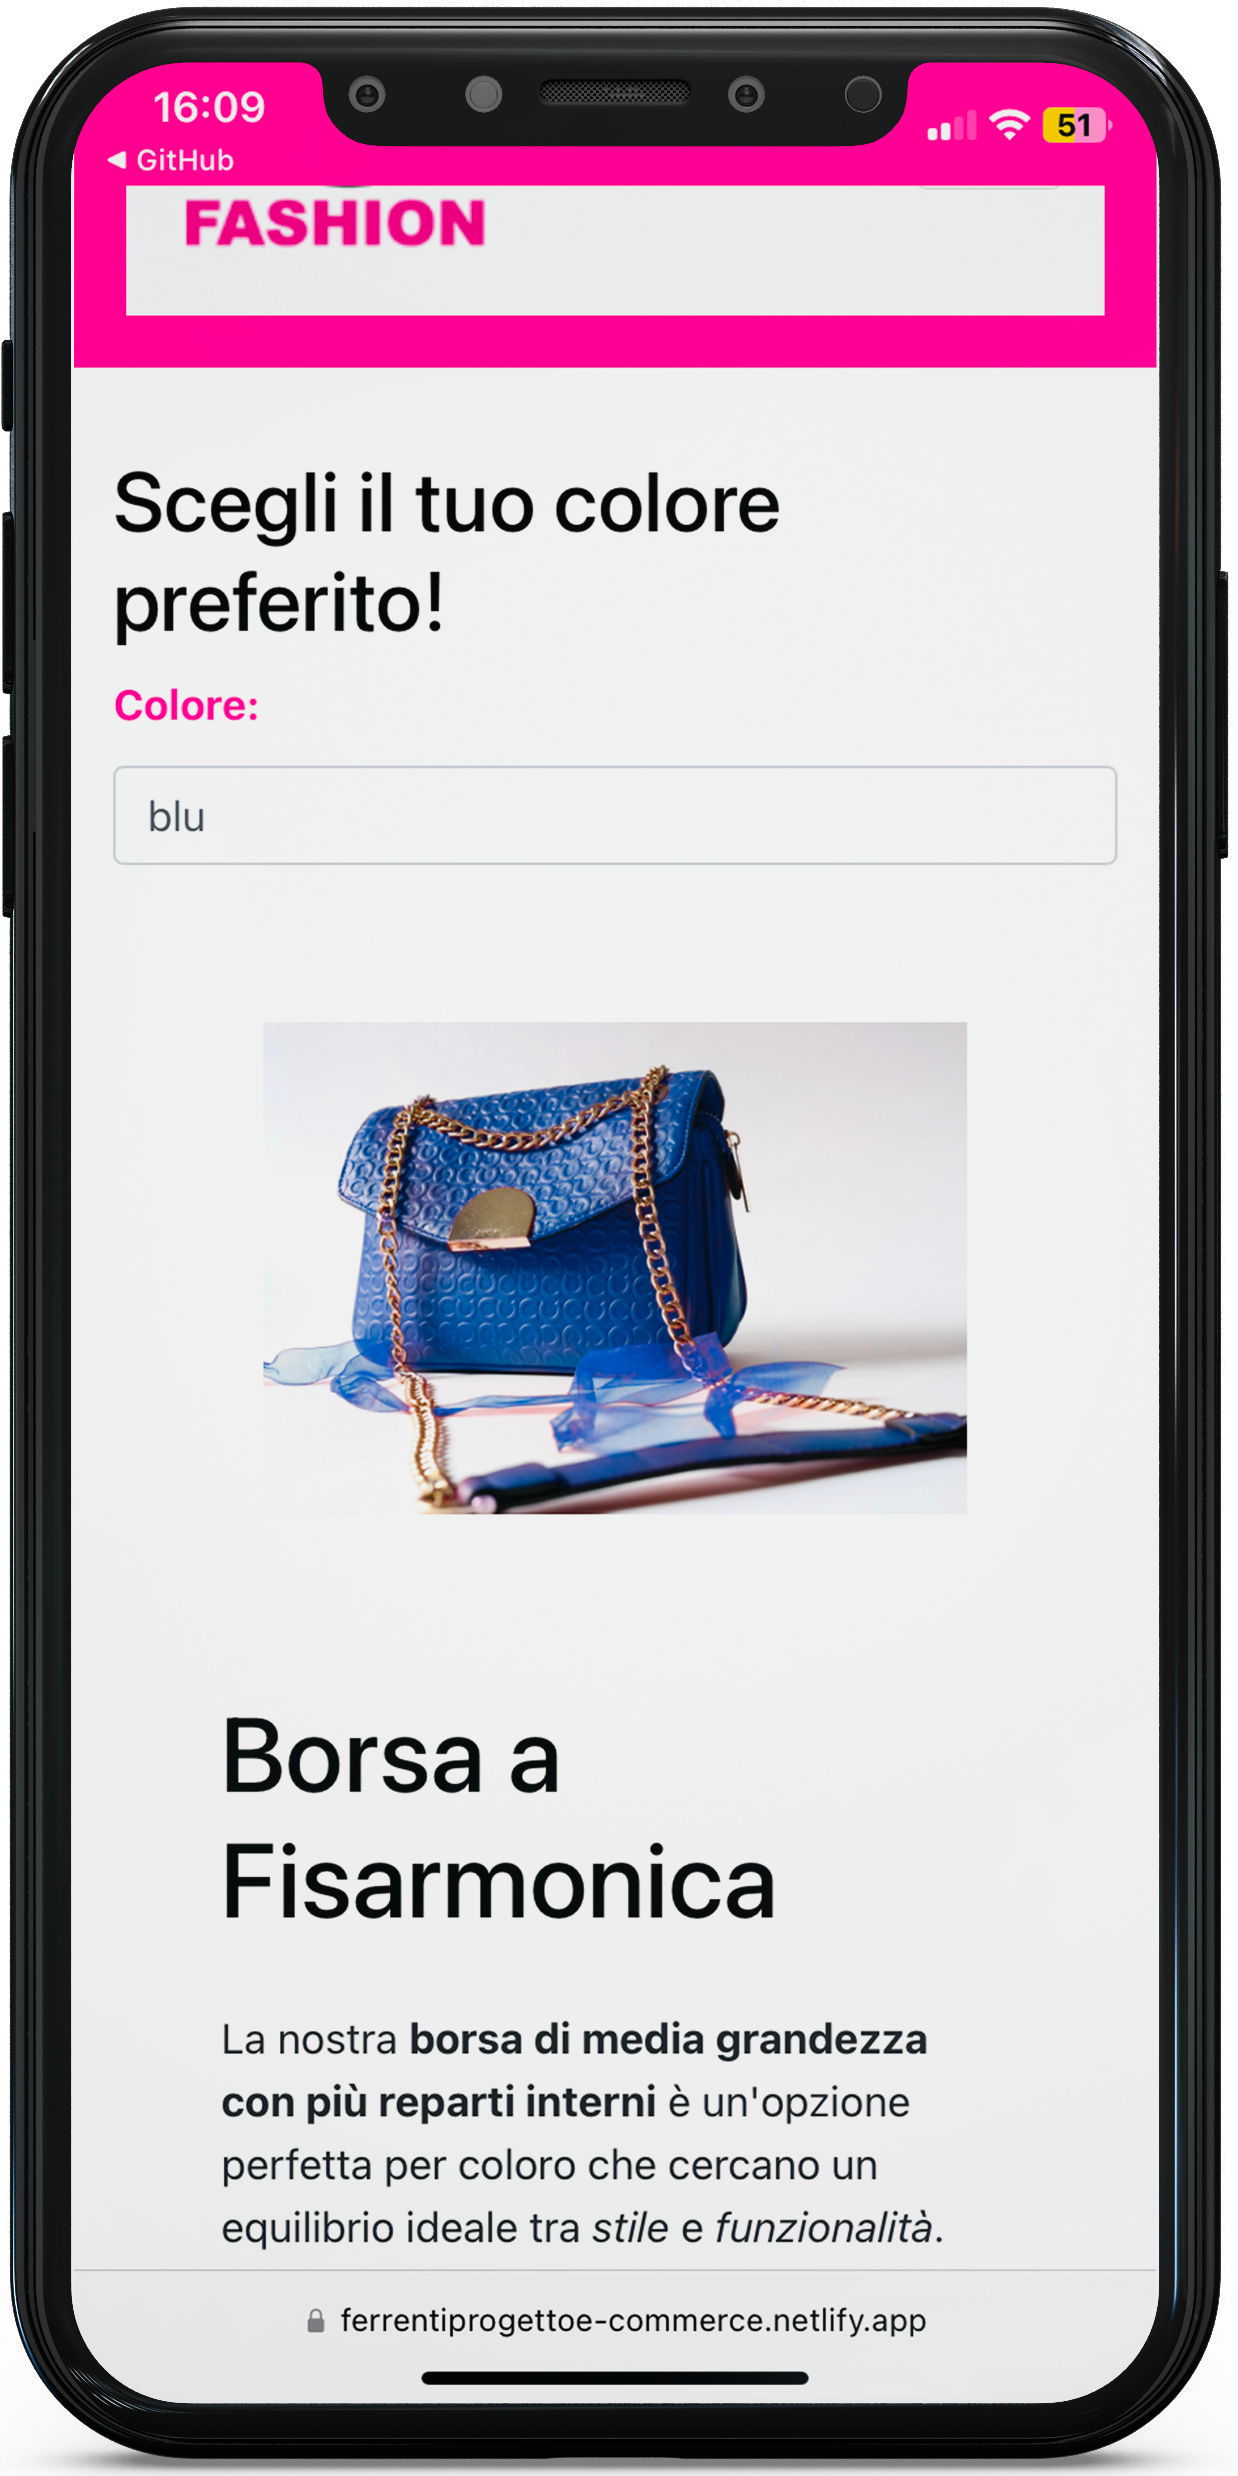 16:09
51
GitHub
FASHION
Scegli il tuo colore
preferito!
Colore:
blu
Borsa a
Fisarmonica
La nostra borsa di media grandezza
con più reparti interni è un'opzione
perfetta per coloro che cercano un
equilibrio ideale tra stile e funzionalità.
ferrentiprogettoe-commerce.netlify.app